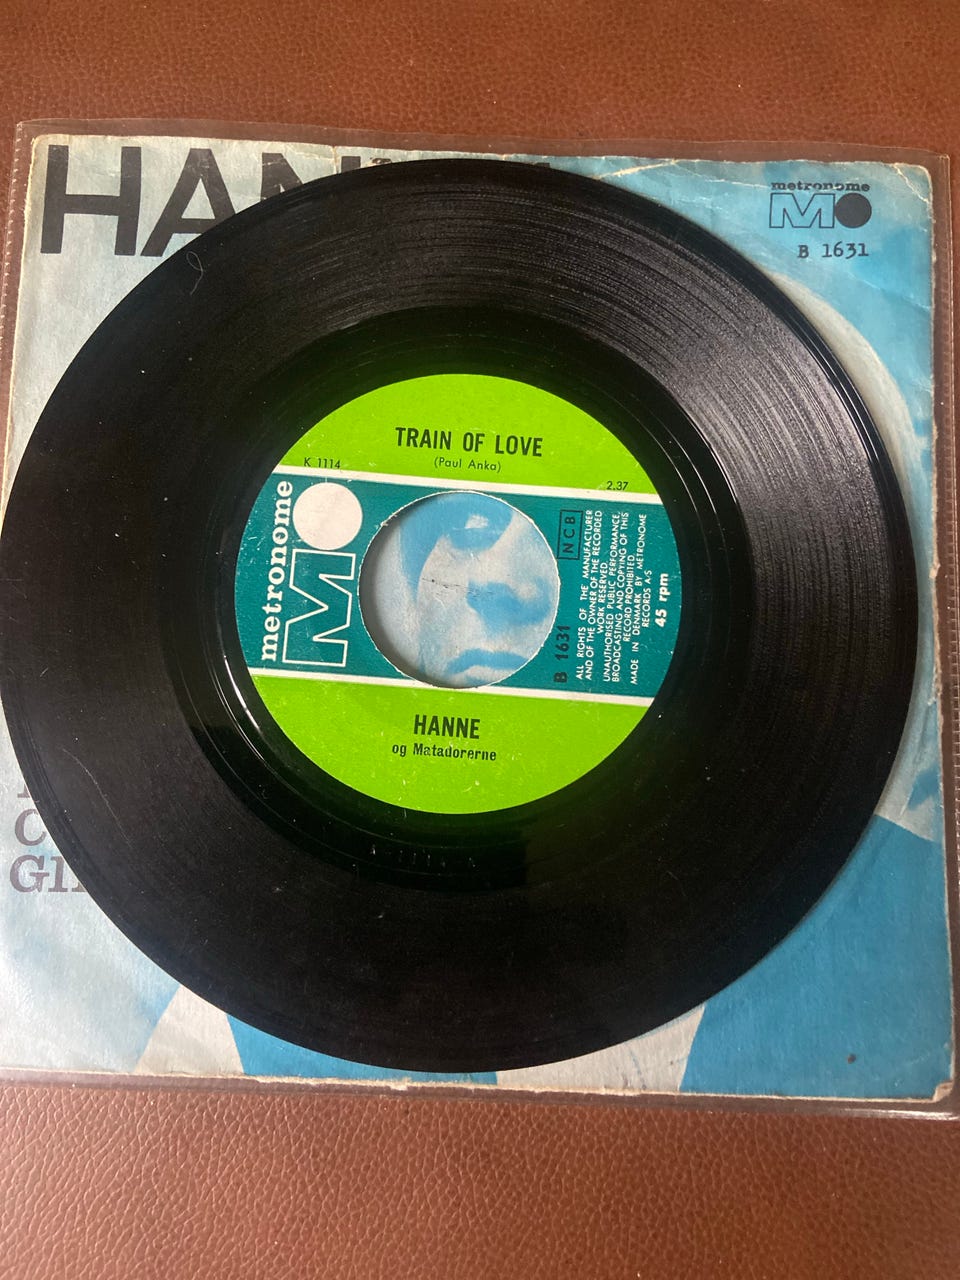 HAN
metronome
M
B 1631
TRAIN OF LOVE
(Paul Anka)
K 1114
2.37
metronome
M
NCB
B 1631
ALL RIGHTS OF THE MANUFACTURER
AND OF THE OWNER OF THE RECORDED
WORK RESERVED.
UNAUTHORISED PUBLIC PERFORMANCE,
BROADCASTING AND COPYING OF THIS
RECORD PROHIBITED.
MADE IN DENMARK BY METRONOME
RECORDS A/S
45 rpm
HANNE
og Matadorerne